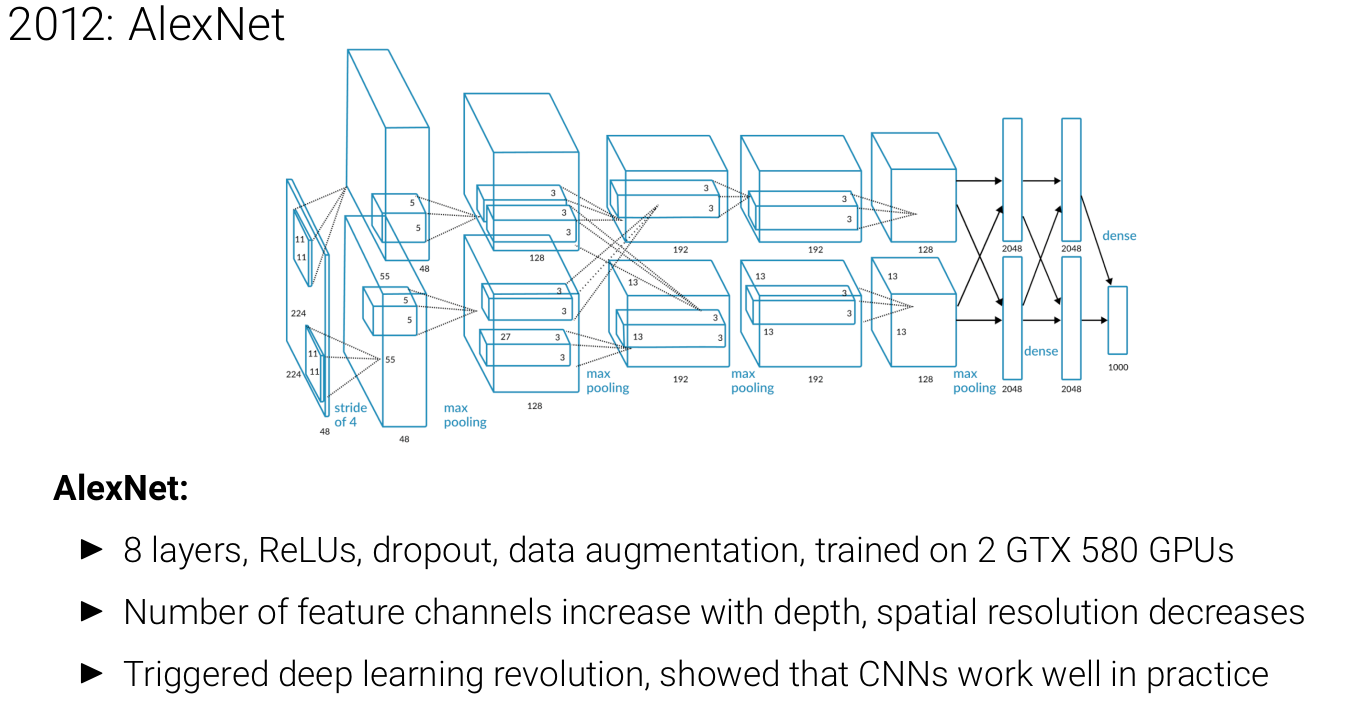 2012: AlexNet
11
11
224
11
11
224
48
stride
of 4
5
5
48
55
5
5
55
48
max
pooling
3
3
3
128
3
3
27
3
3
128
max
pooling
3
3
192
13
3
13
3
192
max
pooling
3
3
192
13
3
3
13
192
128
13
13
128
max
pooling
2048
2048
dense
dense
2048
2048
1000
AlexNet:
► 8 layers, ReLUs, dropout, data augmentation, trained on 2 GTX 580 GPUs
► Number of feature channels increase with depth, spatial resolution decreases
► Triggered deep learning revolution, showed that CNNs work well in practice